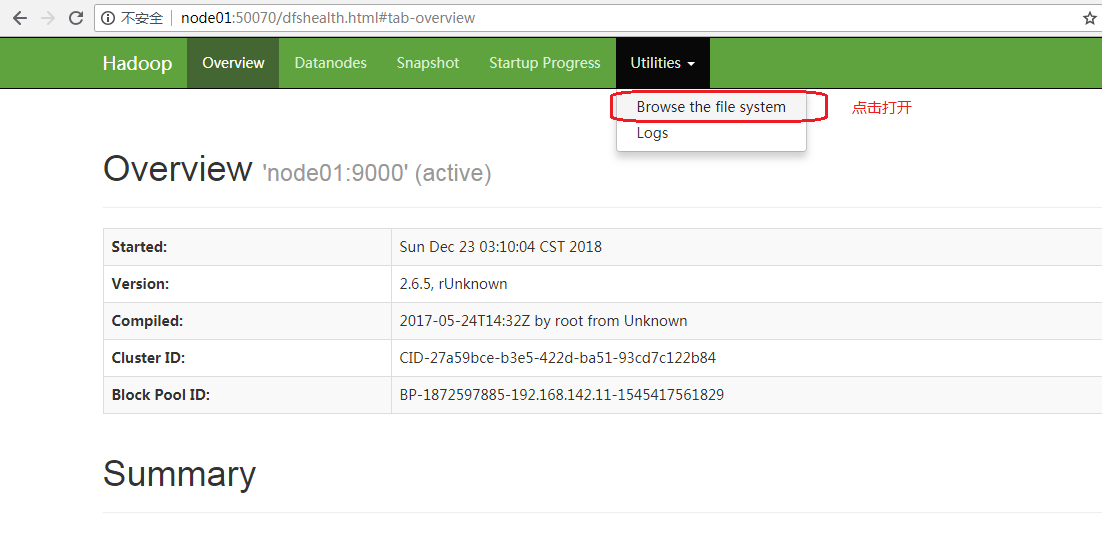 不安全 | node01:50070/dfshealth.html#tab-overview
Hadoop Overview Datanodes Snapshot Startup Progress Utilities
Browse the file system 点击打开
Logs
Overview 'node01:9000' (active)
Started: Sun Dec 23 03:10:04 CST 2018
Version: 2.6.5, rUnknown
Compiled: 2017-05-24T14:32Z by root from Unknown
Cluster ID: CID-27a59bce-b3e5-422d-ba51-93cd7c122b84
Block Pool ID: BP-1872597885-192.168.142.11-1545417561829
Summary